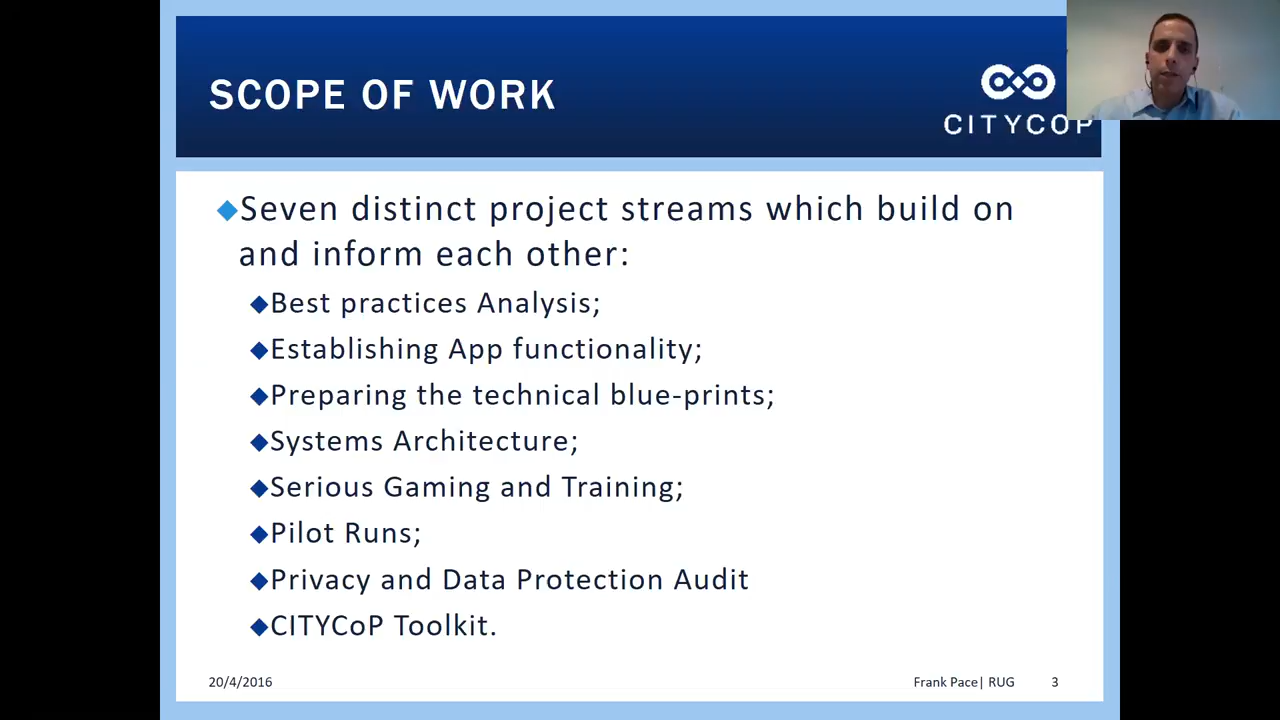 SCOPE OF WORK
CITYCOP
◆Seven distinct project streams which build on
and inform each other:
◆Best practices Analysis;
◆Establishing App functionality;
◆Preparing the technical blue-prints;
◆Systems Architecture;
◆Serious Gaming and Training;
◆Pilot Runs;
◆Privacy and Data Protection Audit
◆CITYCoP Toolkit.
20/4/2016
Frank Pace| RUG
3